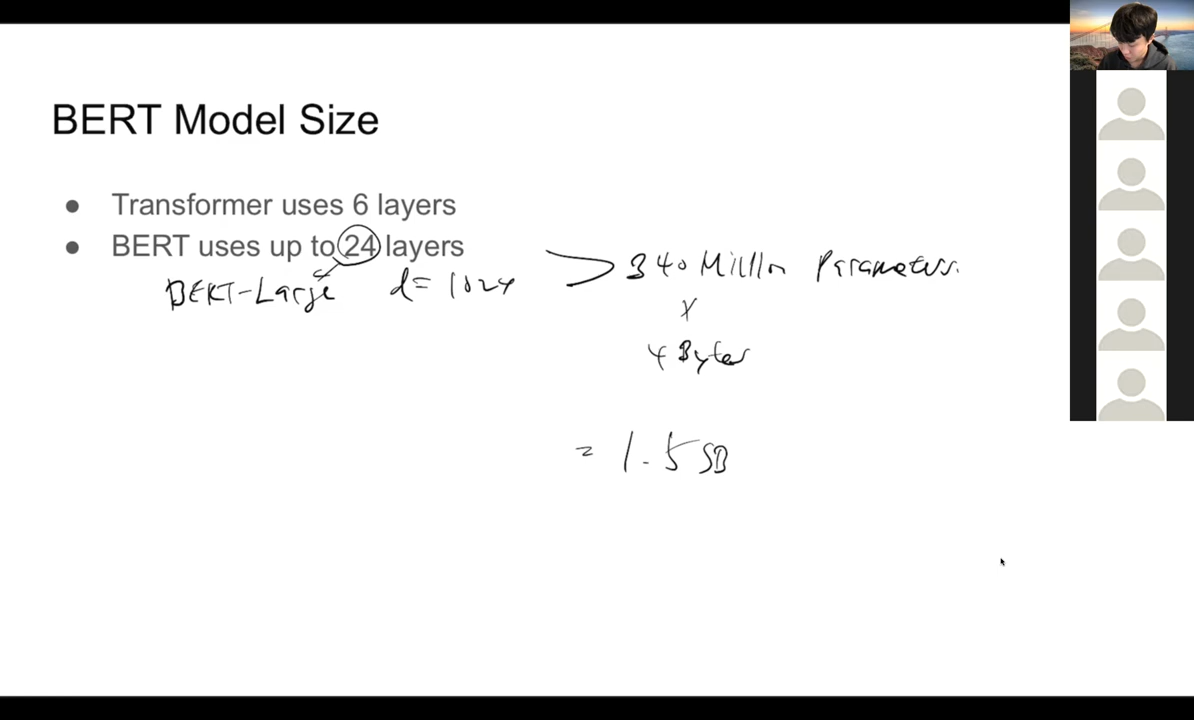 BERT Model Size
● Transformer uses 6 layers
● BERT uses up to 24 layers
BERT-Large d= 1024
340 Million Parameters.
x
4 Bytes
= 1.5 GB